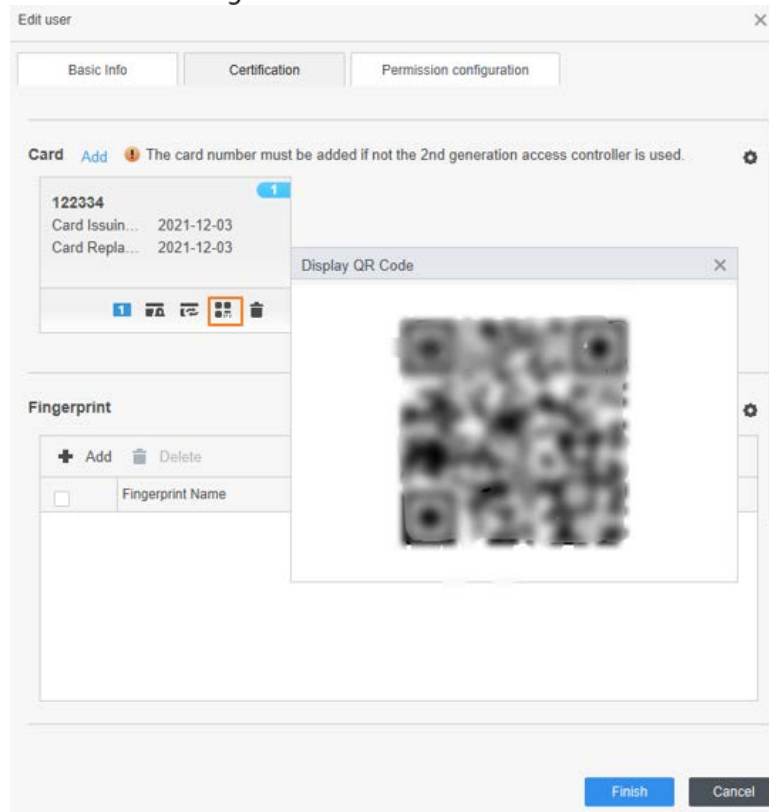 Edit user
Basic Info Certification Permission configuration
Card Add The card number must be added if not the 2nd generation access controller is used.
1
122334
Card Issuin... 2021-12-03
Card Repla... 2021-12-03
1
Display QR Code
Fingerprint
Add Delete
Fingerprint Name
Finish Cancel